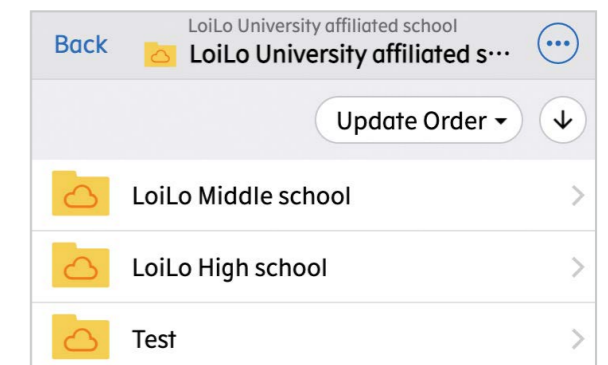 LoiLo University affiliated school
Back
LoiLo University affiliated s···
Update Order
LoiLo Middle school
LoiLo High school
Test